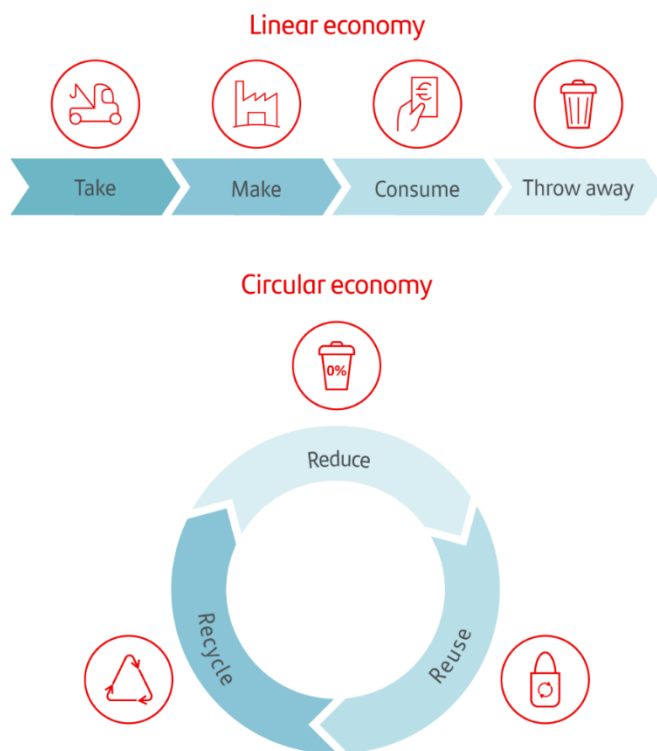 Linear economy
€
Take
Make
Consume
Throw away
Circular economy
0%
Reduce
Recycle
Reuse